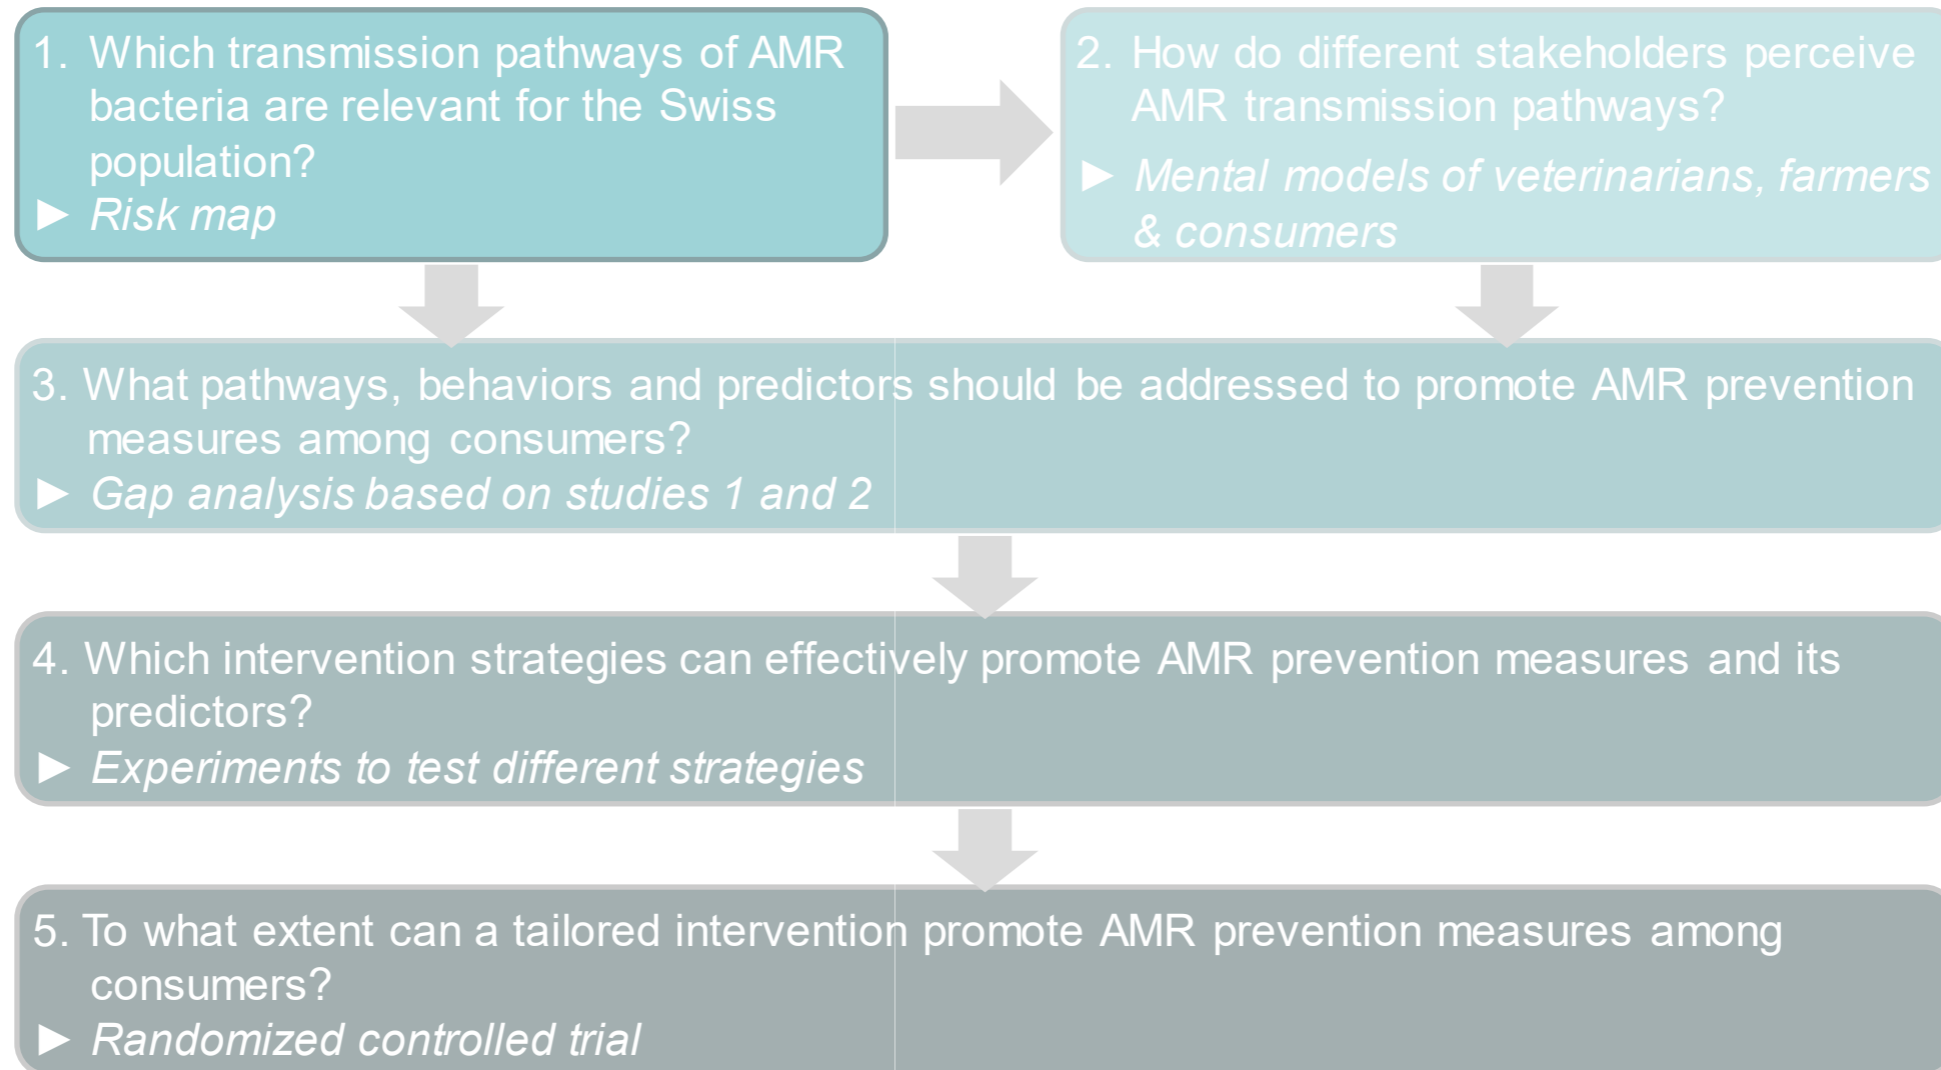 1. Which transmission pathways of AMR
bacteria are relevant for the Swiss
population?
► Risk map
2. How do different stakeholders perceive
AMR transmission pathways?
► Mental models of veterinarians, farmers
& consumers
3. What pathways, behaviors and predictors should be addressed to promote AMR prevention
measures among consumers?
► Gap analysis based on studies 1 and 2
4. Which intervention strategies can effectively promote AMR prevention measures and its
predictors?
► Experiments to test different strategies
5. To what extent can a tailored intervention promote AMR prevention measures among
consumers?
► Randomized controlled trial